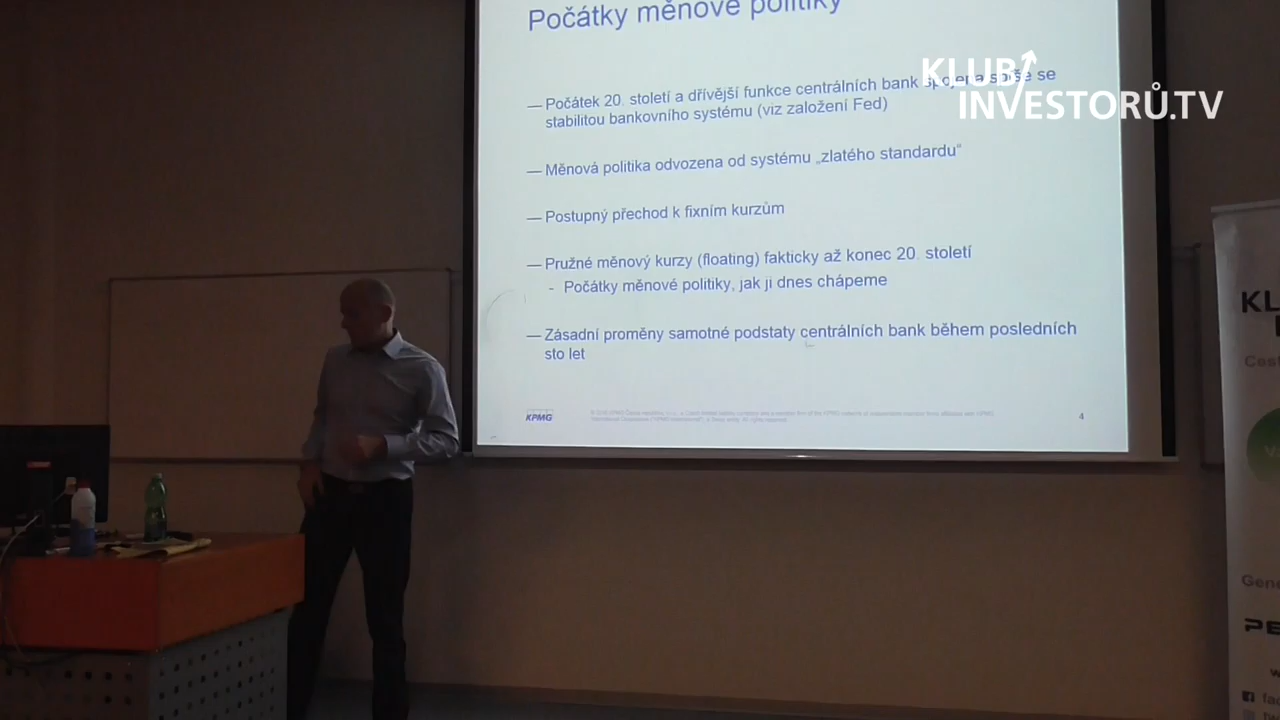 Počátky měnové politiky
KLUB
INVESTORŮ.TV
— Počátek 20. století a dřívější funkce centrálních bank spojena spíše se
stabilitou bankovního systému (viz založení Fed)
— Měnová politika odvozena od systému „zlatého standardu“
— Postupný přechod k fixním kurzům
— Pružné měnový kurzy (floating) fakticky až konec 20. století
- Počátky měnové politiky, jak ji dnes chápeme
— Zásadní proměny samotné podstaty centrálních bank během posledních
sto let
KPMG
4